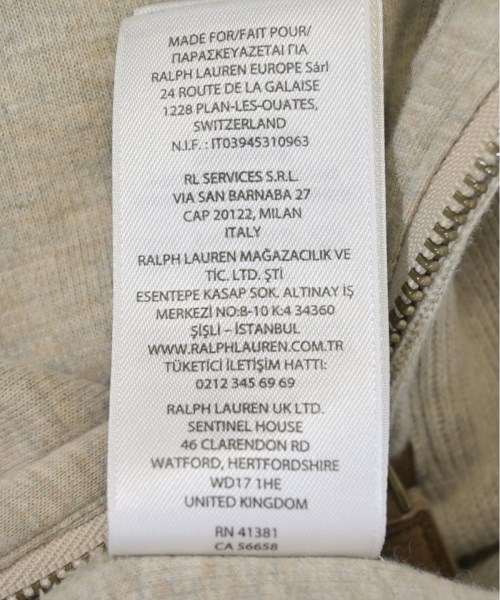 MADE FOR/FAIT POUR/
ΠΑΡΑΣΚΕΥΑΖΕΤΑΙ ΓΙΑ
RALPH LAUREN EUROPE Sárl
24 ROUTE DE LA GALAISE
1228 PLAN-LES-OUATES,
SWITZERLAND
N.I.F. : IT03945310963
RL SERVICES S.R.L.
VIA SAN BARNABA 27
CAP 20122, MILAN
ITALY
RALPH LAUREN MAĞAZACILIK VE
TİC. LTD. ŞTİ
ESENTEPE KASAP SOK. ALTINAY İŞ
MERKEZİ NO:8-10 K:4 34360
ŞİŞLİ – İSTANBUL
WWW.RALPHLAUREN.COM.TR
TÜKETİCİ İLETİŞİM HATTI:
0212 345 69 69
RALPH LAUREN UK LTD.
SENTINEL HOUSE
46 CLARENDON RD
WATFORD, HERTFORDSHIRE
WD17 1HE
UNITED KINGDOM
RN 41381
CA 56658